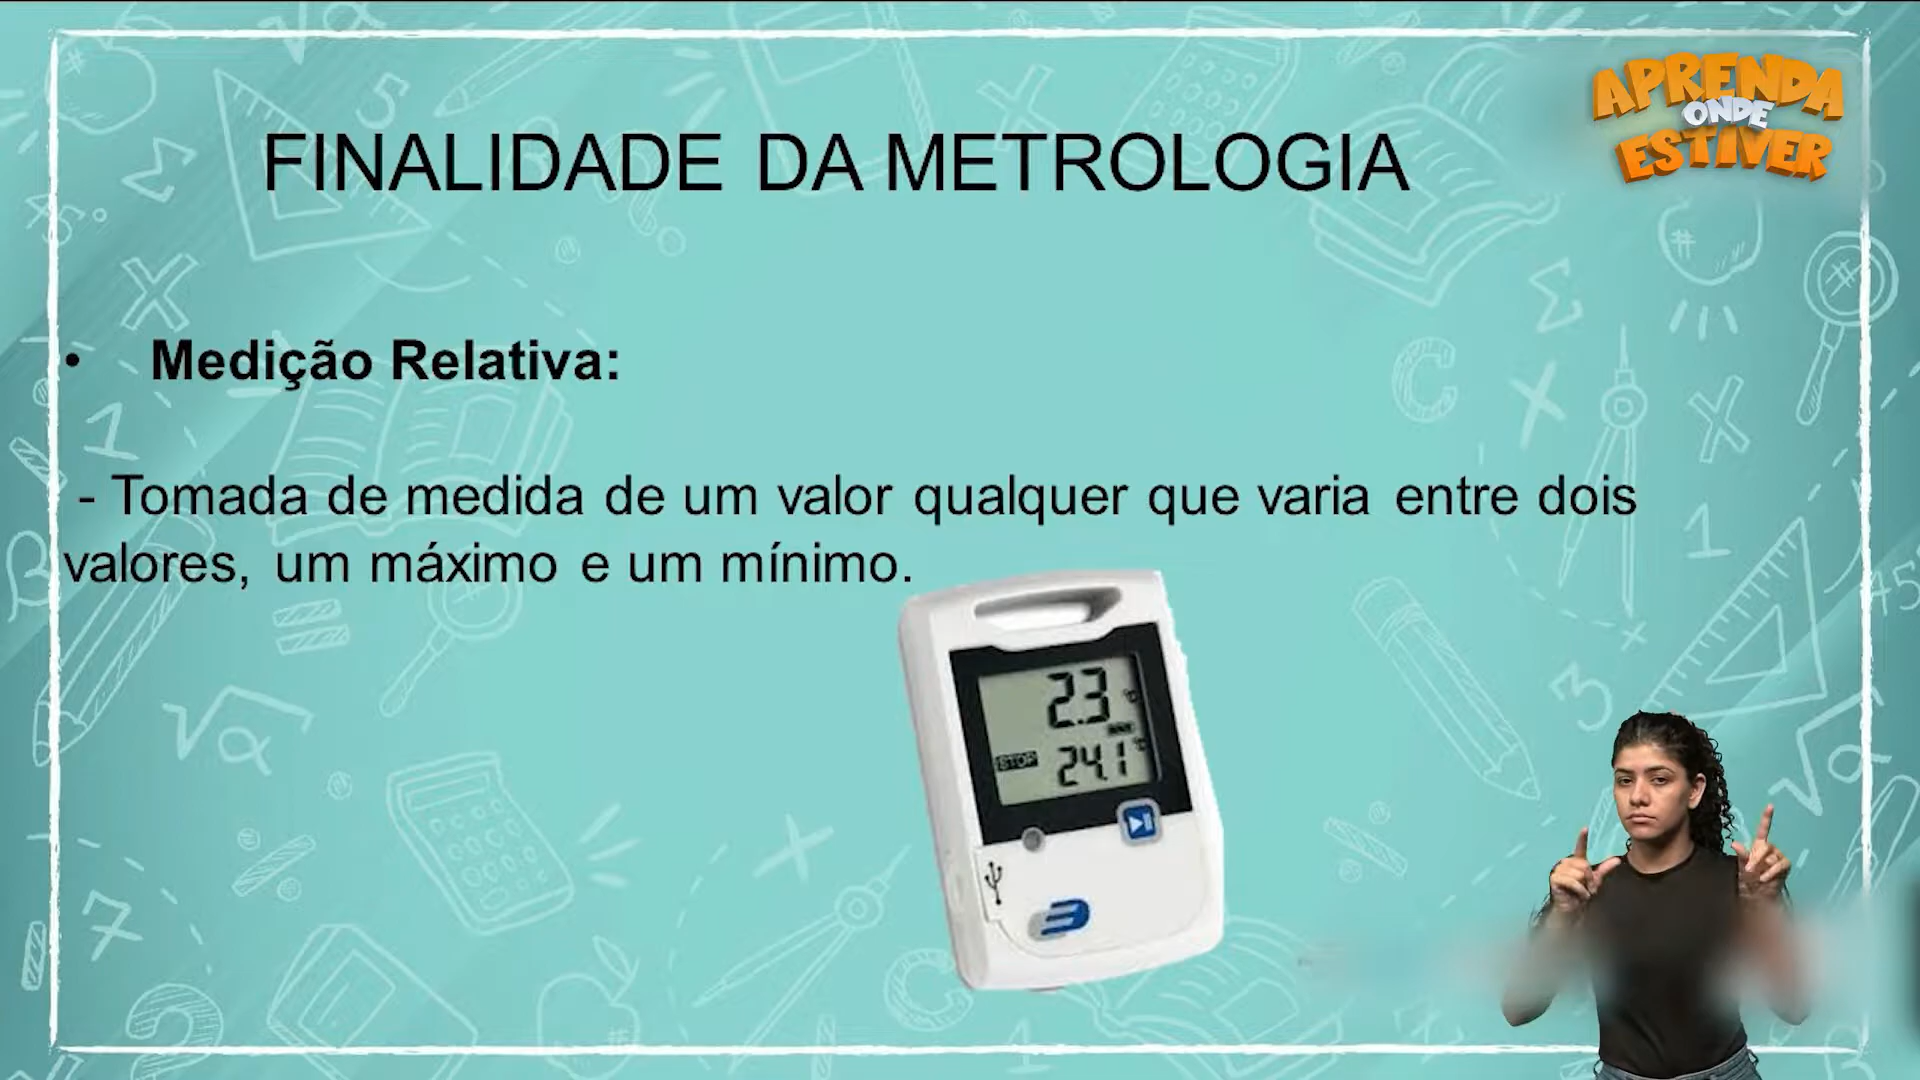 APRENDA
ONDE
ESTIVER
FINALIDADE DA METROLOGIA
• Medição Relativa:
- Tomada de medida de um valor qualquer que varia entre dois
valores, um máximo e um mínimo.
2.3 °C
STOP 24.1 °C